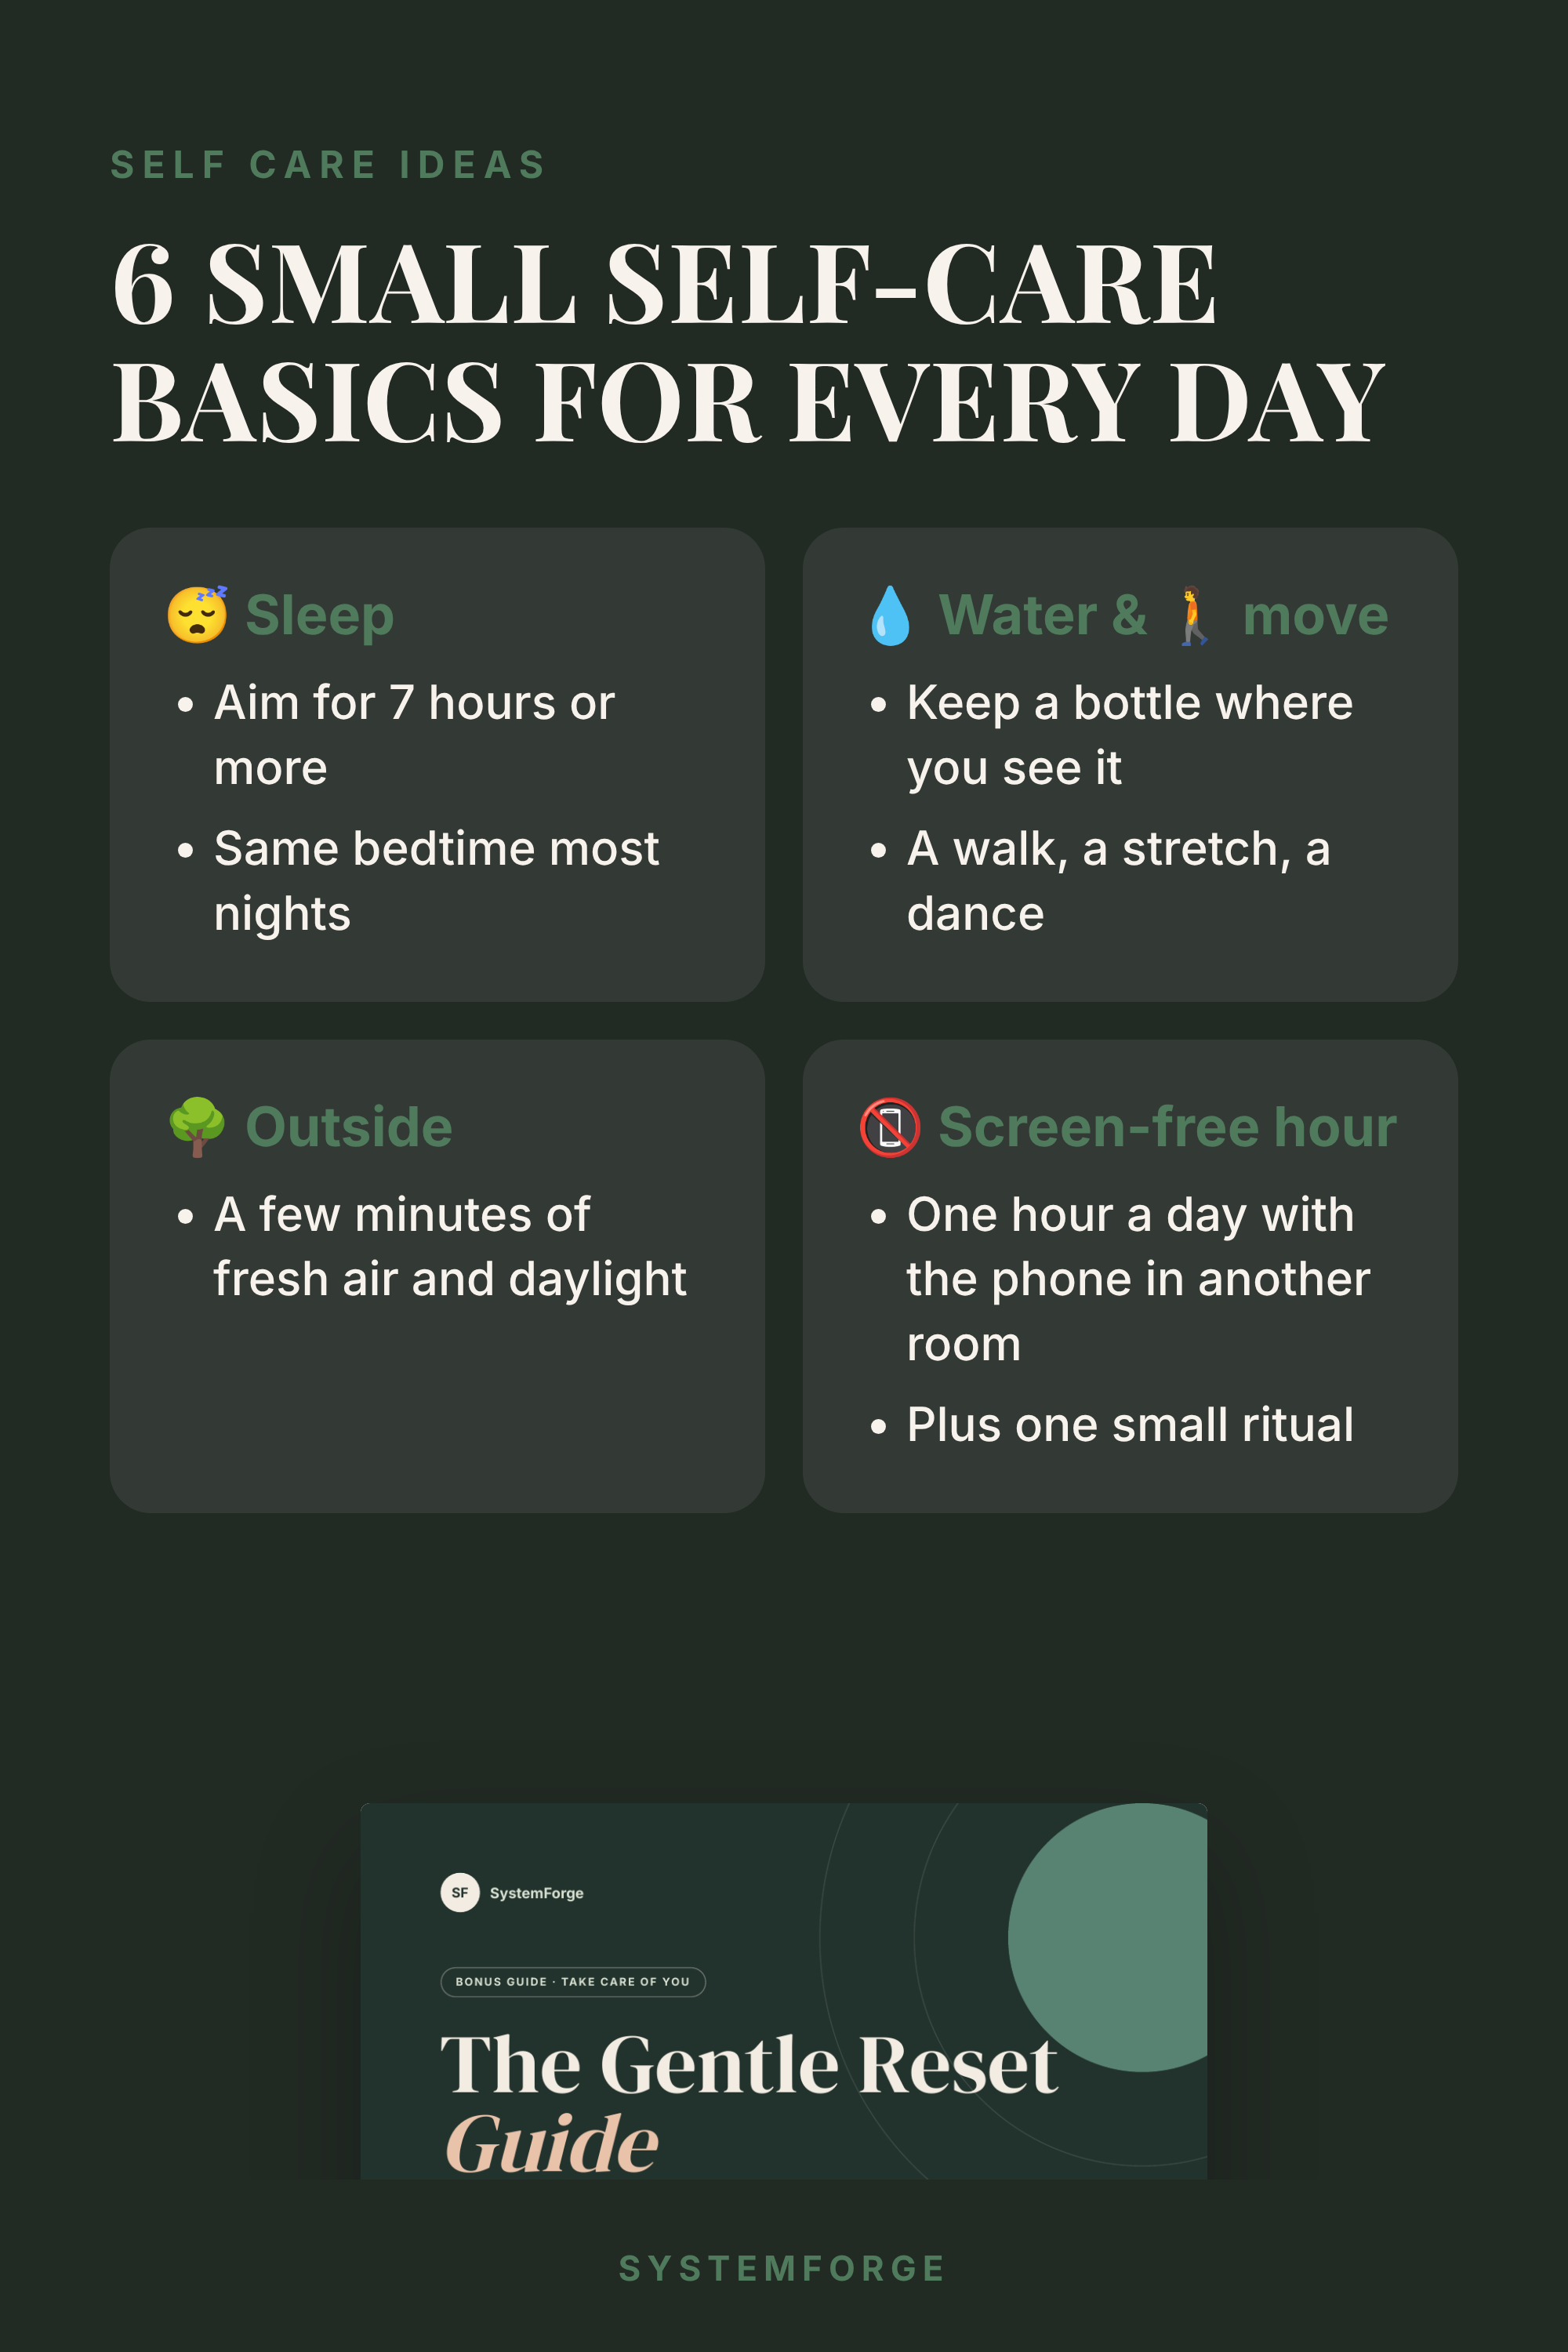 SELF CARE IDEAS
6 SMALL SELF-CARE
BASICS FOR EVERY DAY
😴 Sleep
• Aim for 7 hours or
more
• Same bedtime most
nights
💧 Water & 🚶 move
• Keep a bottle where
you see it
• A walk, a stretch, a
dance
🌳 Outside
• A few minutes of
fresh air and daylight
📵 Screen-free hour
• One hour a day with
the phone in another
room
• Plus one small ritual
SF SystemForge
BONUS GUIDE · TAKE CARE OF YOU
The Gentle Reset
Guide
SYSTEMFORGE